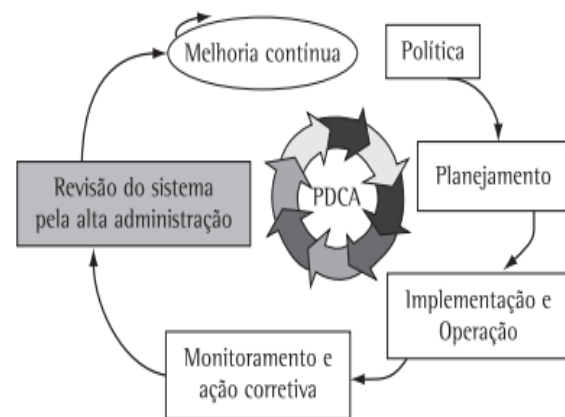 Melhoria contínua
Política
Planejamento
Implementação e
Operação
Monitoramento e
ação corretiva
Revisão do sistema
pela alta administração
PDCA